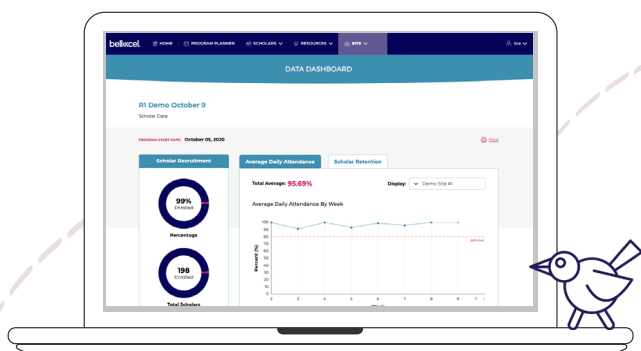 bellxcel. HOME PROGRAM PLANNER SCHOLARS RESOURCES SITE
DATA DASHBOARD
R1 Demo October 9
Scholar Data
PROGRAM START DATE October 05, 2020
Scholar Recruitment
99%
Enrolled
Percentage
198
Enrolled
Total Scholars
Average Daily Attendance Scholar Retention
Total Average: 95.69% Display: Demo Site #1
Average Daily Attendance By Week
Percent (%)
100
90
80
70
60
50
40
30
20
10
0
80% Goal
2 3 4 5 6 7 8 9